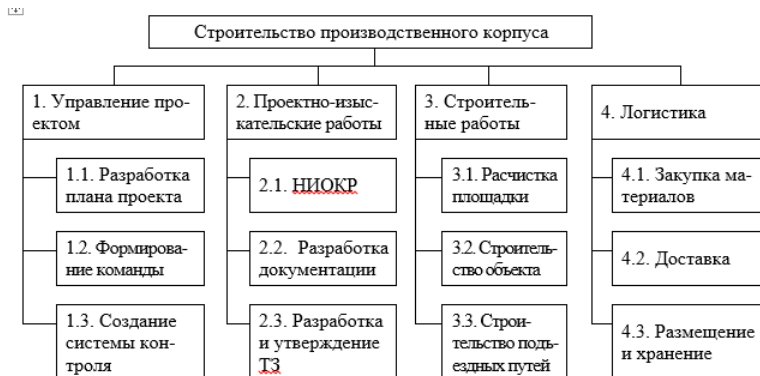 Строительство производственного корпуса
1. Управление про-
ектом
2. Проектно-изыс-
кательские работы
3. Строитель-
ные работы
4. Логистика
1.1. Разработка
плана проекта
2.1. НИОКР
3.1. Расчистка
площадки
4.1. Закупка ма-
териалов
1.2. Формирова-
ние команды
2.2. Разработка
документации
3.2. Строитель-
ство объекта
4.2. Доставка
1.3. Создание
системы кон-
троля
2.3. Разработка
и утверждение
ТЗ
3.3. Строи-
тельство подъ-
ездных путей
4.3. Размещение
и хранение